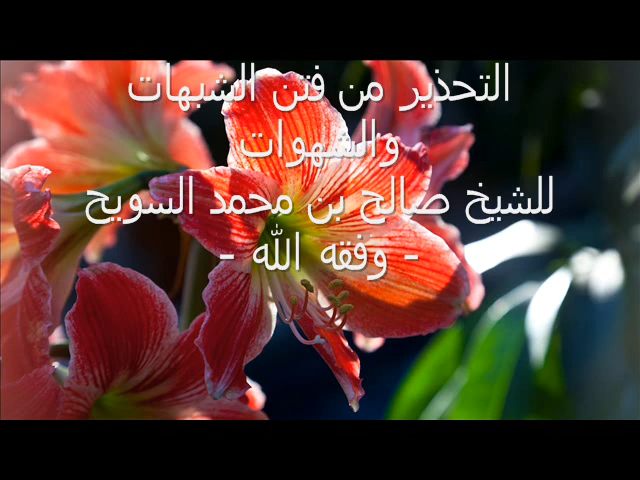 التحذير من فتن الشبهات
والشهوات
للشيخ صالح بن محمد السويح
- وفقه الله -